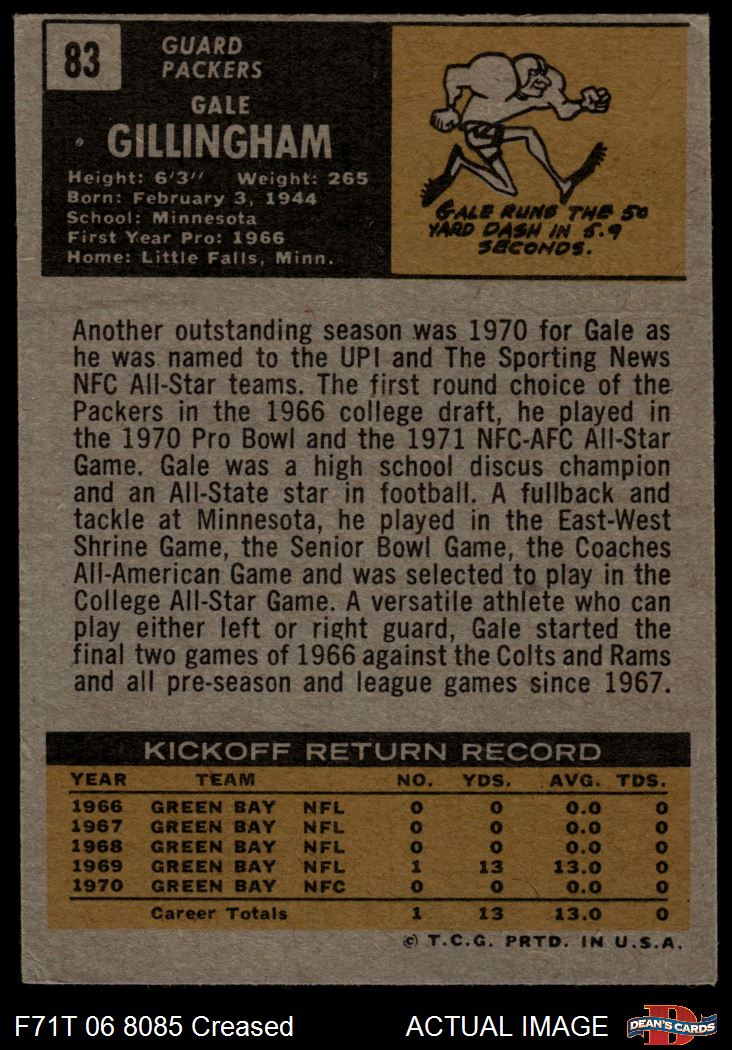 83
GUARD
PACKERS
GALE
GILLINGHAM
Height: 6'3" Weight: 265
Born: February 3, 1944
School: Minnesota
First Year Pro: 1966
Home: Little Falls, Minn.
GALE RUNS THE 50
YARD DASH IN 5.9
SECONDS.
Another outstanding season was 1970 for Gale as
he was named to the UPI and The Sporting News
NFC All-Star teams. The first round choice of the
Packers in the 1966 college draft, he played in
the 1970 Pro Bowl and the 1971 NFC-AFC All-Star
Game. Gale was a high school discus champion
and an All-State star in football. A fullback and
tackle at Minnesota, he played in the East-West
Shrine Game, the Senior Bowl Game, the Coaches
All-American Game and was selected to play in the
College All-Star Game. A versatile athlete who can
play either left or right guard, Gale started the
final two games of 1966 against the Colts and Rams
and all pre-season and league games since 1967.
KICKOFF RETURN RECORD
YEAR TEAM NO. YDS. AVG. TDS.
1966 GREEN BAY NFL 0 0 0.0 0
1967 GREEN BAY NFL 0 0 0.0 0
1968 GREEN BAY NFL 0 0 0.0 0
1969 GREEN BAY NFL 1 13 13.0 0
1970 GREEN BAY NFC 0 0 0.0 0
Career Totals 1 13 13.0 0
© T.C.G. PRTD. IN U.S.A.
F71T 06 8085 Creased ACTUAL IMAGE DEAN'S CARDS